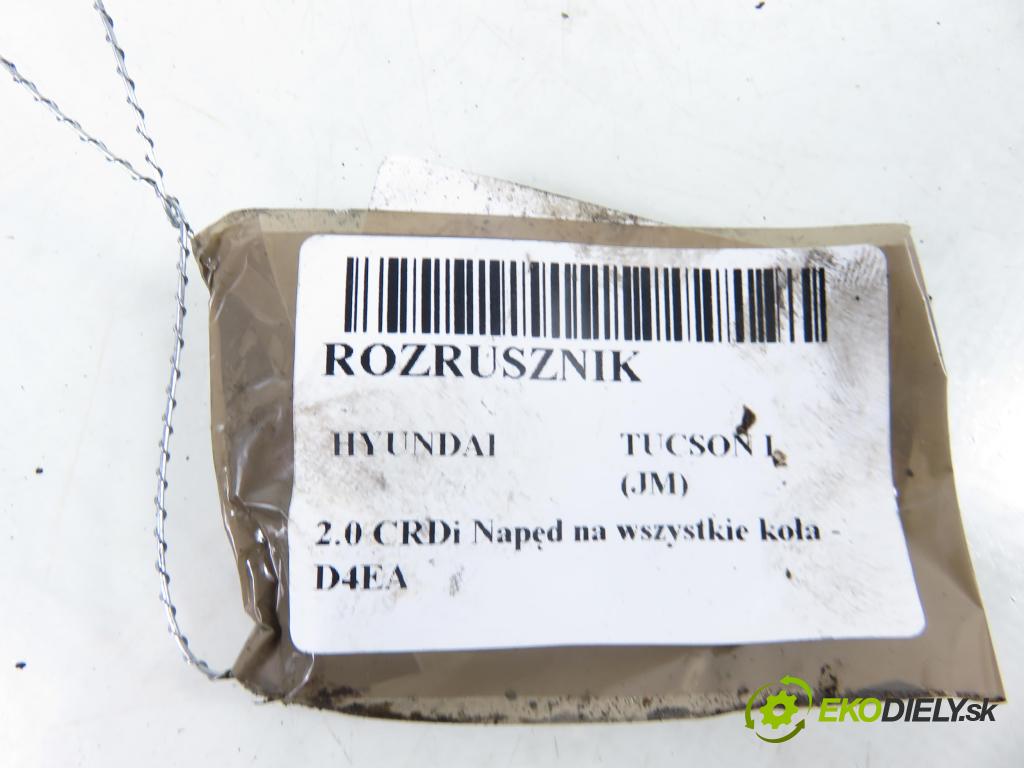 ROZRUSZNIK
HYUNDAI TUCSON I
(JM)
2.0 CRDi Napęd na wszystkie koła -
D4EA
EKODIELY.sk